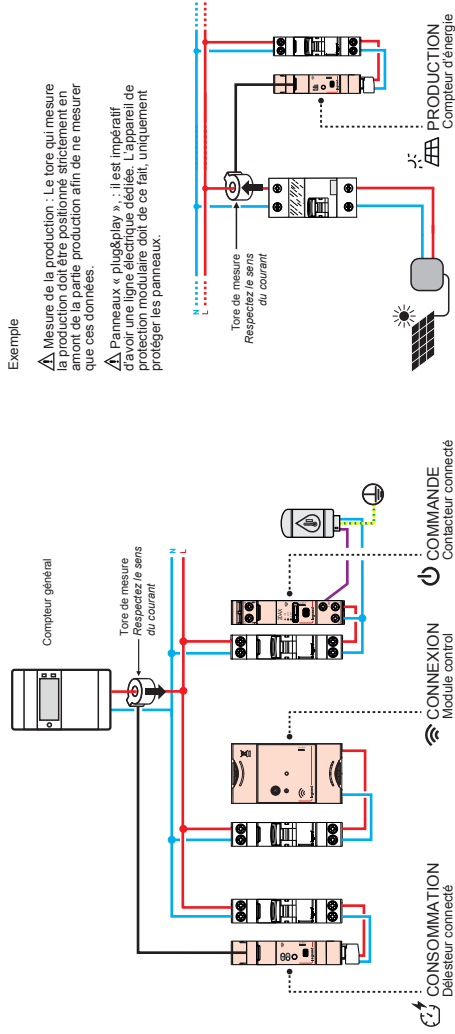 Exemple
Mesure de la production : Le tore qui mesure
la production doit être positionné strictement en
amont de la partie production afin de ne mesurer
que ces données.
Panneaux « plug&play », : il est impératif
d'avoir une ligne électrique dédiée. L'appareil de
protection modulaire doit de ce fait, uniquement
protéger les panneaux.
Compteur général
Tore de mesure
Respectez le sens
du courant
N
L
CONSOMMATION
Délesteur connecté
CONNEXION
Module control
COMMANDE
Contacteur connecté
N
L
Tore de mesure
Respectez le sens
du courant
PRODUCTION
Compteur d'énergie